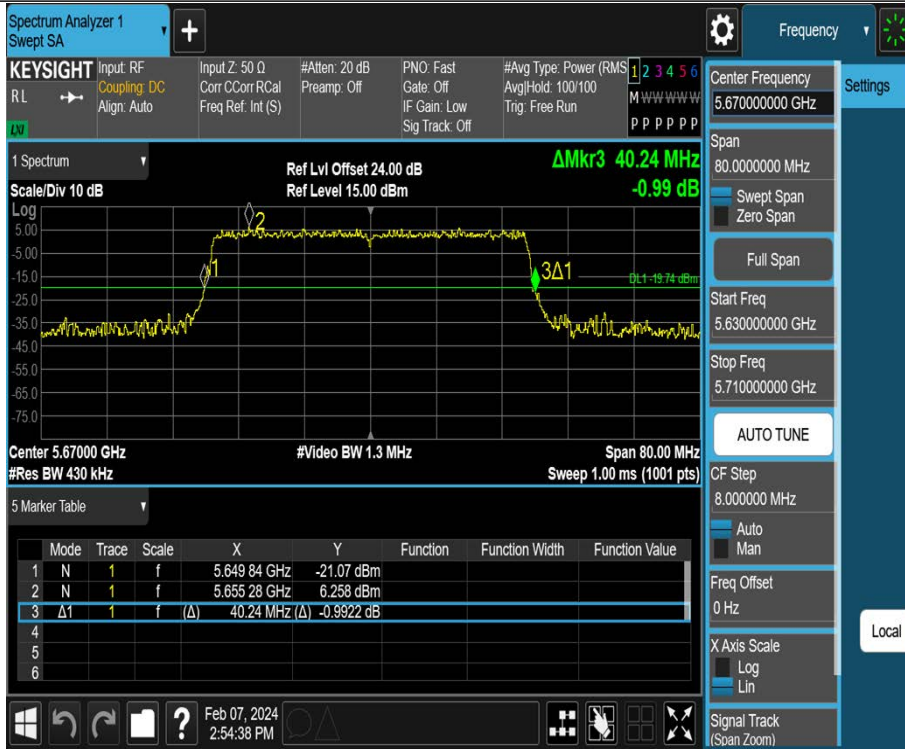 Spectrum Analyzer 1
Swept SA
+
Frequency
KEYSIGHT
RL
LXI
Input: RF
Coupling: DC
Align: Auto
Input Z: 50 Ω
Corr CCorr RCal
Freq Ref: Int (S)
#Atten: 20 dB
Preamp: Off
PNO: Fast
Gate: Off
IF Gain: Low
Sig Track: Off
#Avg Type: Power (RMS
Avg|Hold: 100/100
Trig: Free Run
1 2 3 4 5 6
M W W W W W
P P P P P P
1 Spectrum
Scale/Div 10 dB
Ref Lvl Offset 24.00 dB
Ref Level 15.00 dBm
ΔMkr3 40.24 MHz
-0.99 dB
Log
5.00
-5.00
-15.0
-25.0
-35.0
-45.0
-55.0
-65.0
-75.0
2
1
3Δ1
DL1 -19.74 dBm
Center 5.67000 GHz
#Video BW 1.3 MHz
Span 80.00 MHz
#Res BW 430 kHz
Sweep 1.00 ms (1001 pts)
5 Marker Table
Mode Trace Scale X Y Function Function Width Function Value
1 N 1 f 5.649 84 GHz -21.07 dBm
2 N 1 f 5.655 28 GHz 6.258 dBm
3 Δ1 1 f (Δ) 40.24 MHz (Δ) -0.9922 dB
4
5
6
?
Feb 07, 2024
2:54:38 PM
Center Frequency
5.670000000 GHz
Span
80.0000000 MHz
Swept Span
Zero Span
Full Span
Start Freq
5.630000000 GHz
Stop Freq
5.710000000 GHz
AUTO TUNE
CF Step
8.000000 MHz
Auto
Man
Freq Offset
0 Hz
X Axis Scale
Log
Lin
Signal Track
(Span Zoom)
Settings
Local